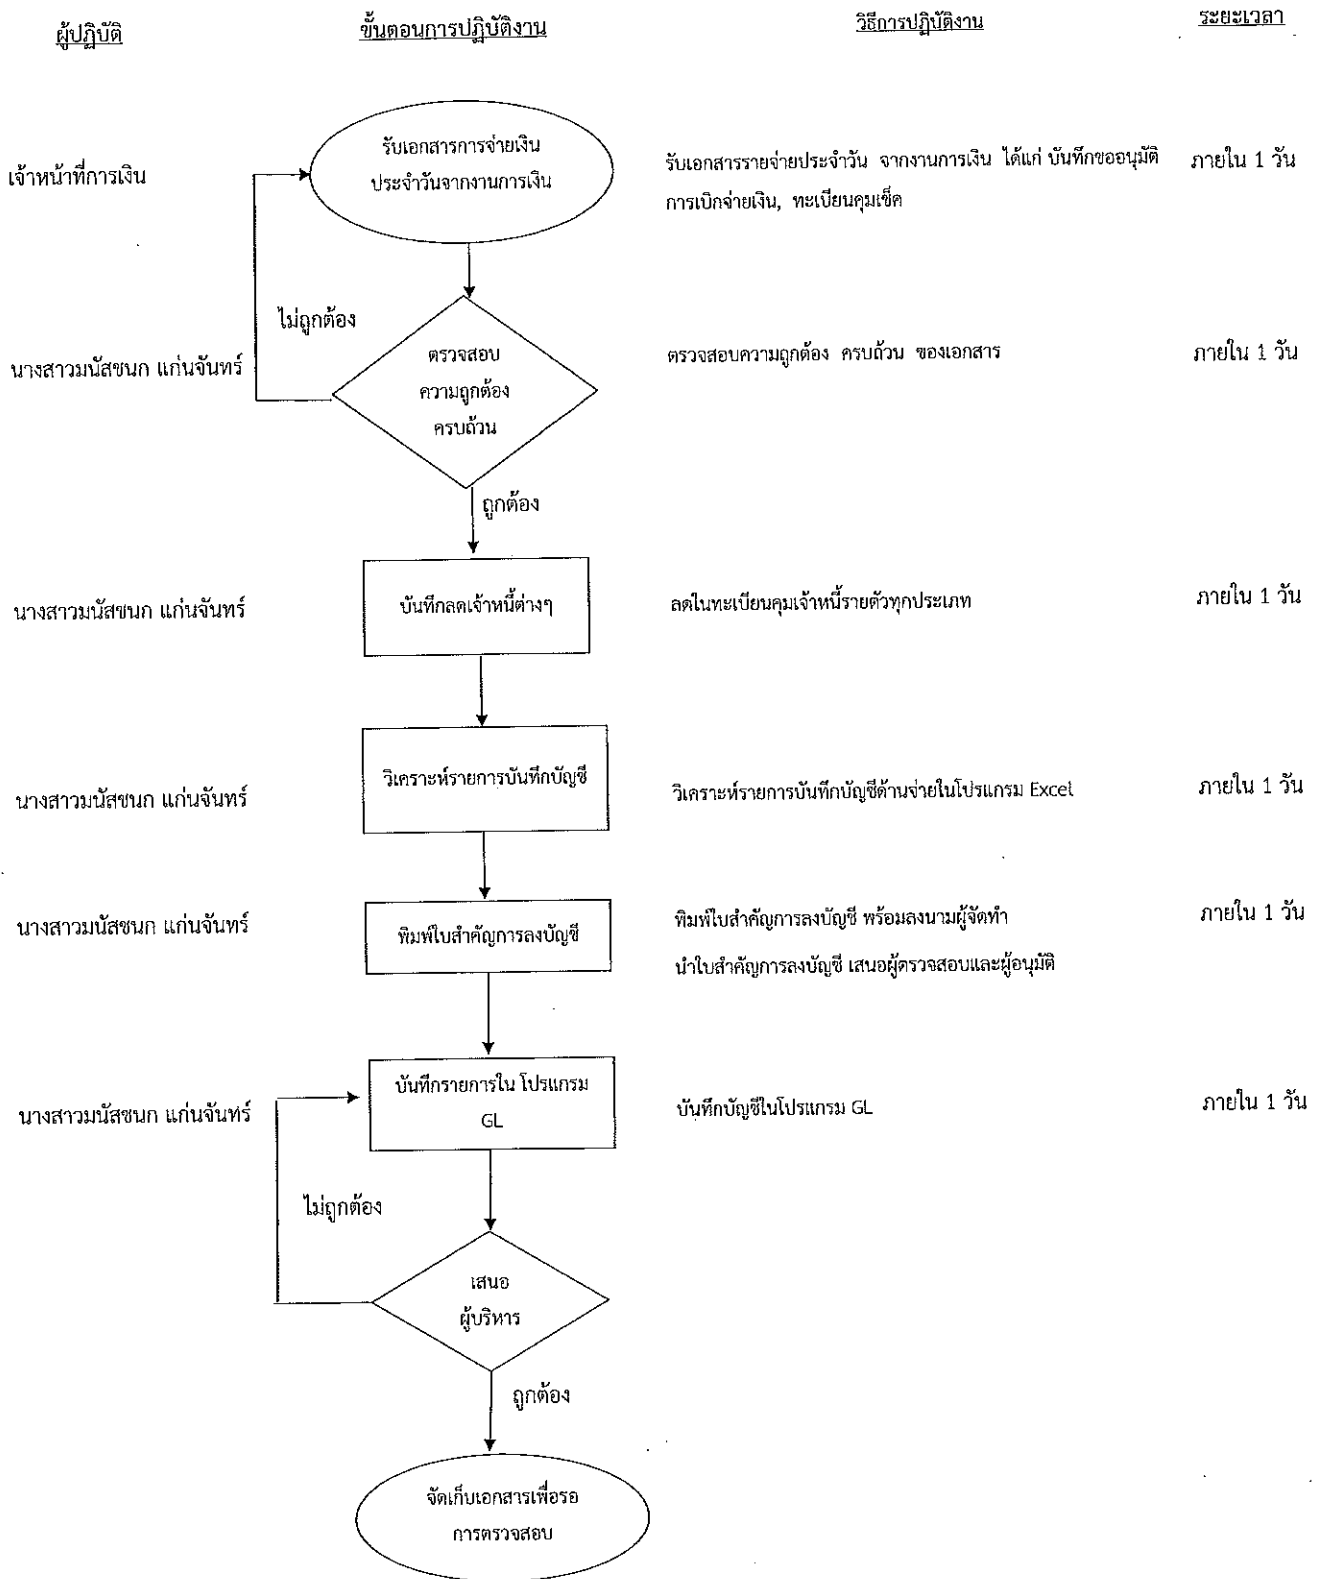 ผู้ปฏิบัติ ขั้นตอนการปฏิบัติงาน วิธีการปฏิบัติงาน ระยะเวลา
เจ้าหน้าที่การเงิน
รับเอกสารการจ่ายเงิน
ประจำวันจากงานการเงิน
รับเอกสารรายจ่ายประจำวัน จากงานการเงิน ได้แก่ บันทึกขออนุมัติ
การเบิกจ่ายเงิน, ทะเบียนคุมเช็ค
ภายใน 1 วัน
ไม่ถูกต้อง
นางสาวมนัสชนก แก่นจันทร์
ตรวจสอบ
ความถูกต้อง
ครบถ้วน
ตรวจสอบความถูกต้อง ครบถ้วน ของเอกสาร
ภายใน 1 วัน
ถูกต้อง
นางสาวมนัสชนก แก่นจันทร์
บันทึกลดเจ้าหนี้ต่างๆ
ลดในทะเบียนคุมเจ้าหนี้รายตัวทุกประเภท
ภายใน 1 วัน
นางสาวมนัสชนก แก่นจันทร์
วิเคราะห์รายการบันทึกบัญชี
วิเคราะห์รายการบันทึกบัญชีด้านจ่ายในโปรแกรม Excel
ภายใน 1 วัน
นางสาวมนัสชนก แก่นจันทร์
พิมพ์ใบสำคัญการลงบัญชี
พิมพ์ใบสำคัญการลงบัญชี พร้อมลงนามผู้จัดทำ
นำใบสำคัญการลงบัญชี เสนอผู้ตรวจสอบและผู้อนุมัติ
ภายใน 1 วัน
นางสาวมนัสชนก แก่นจันทร์
บันทึกรายการใน โปรแกรม
GL
บันทึกบัญชีในโปรแกรม GL
ภายใน 1 วัน
ไม่ถูกต้อง
เสนอ
ผู้บริหาร
ถูกต้อง
จัดเก็บเอกสารเพื่อรอ
การตรวจสอบ